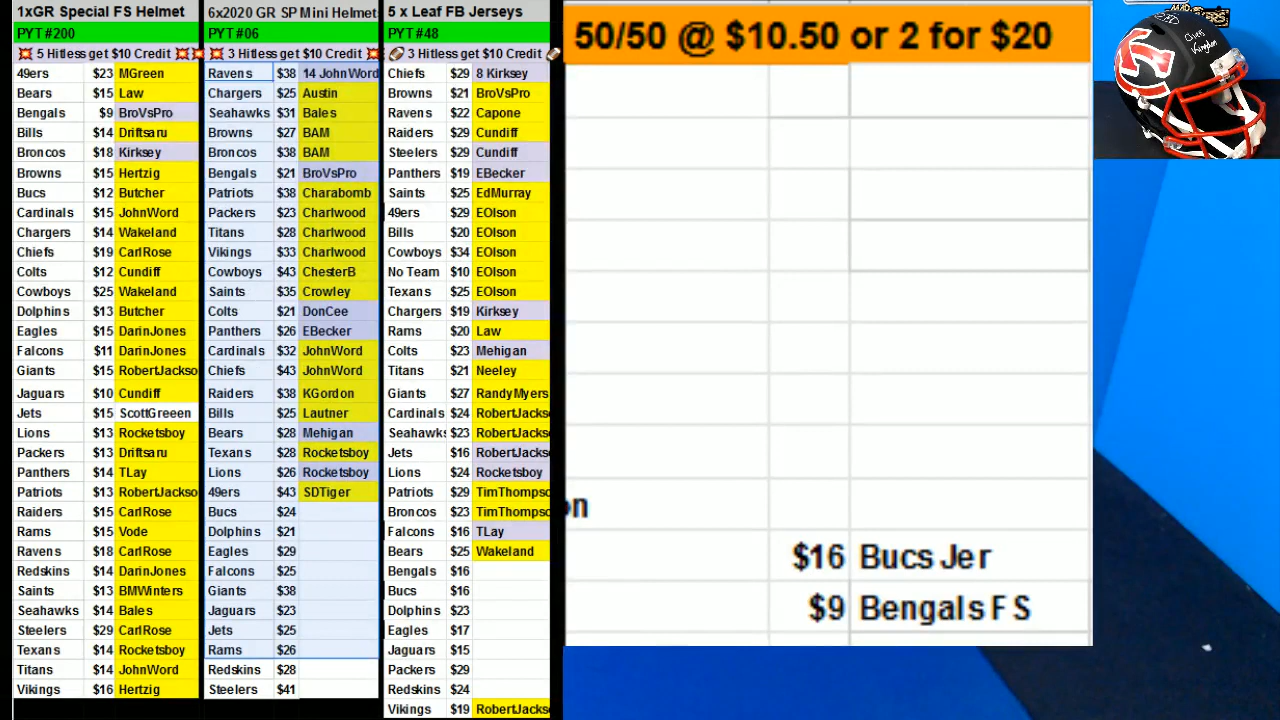 1xGR Special FS Helmet
PYT #200
💥 5 Hitless get $10 Credit 💥💥
49ers $23 MGreen
Bears $15 Law
Bengals $9 BroVsPro
Bills $14 Driftsaru
Broncos $18 Kirksey
Browns $15 Hertzig
Bucs $12 Butcher
Cardinals $15 JohnWord
Chargers $14 Wakeland
Chiefs $19 CarlRose
Colts $12 Cundiff
Cowboys $25 Wakeland
Dolphins $13 Butcher
Eagles $15 DarinJones
Falcons $11 DarinJones
Giants $15 RobertJackso
Jaguars $10 Cundiff
Jets $15 ScottGreeen
Lions $13 Rocketsboy
Packers $13 Driftsaru
Panthers $14 TLay
Patriots $13 RobertJackso
Raiders $15 CarlRose
Rams $15 Vode
Ravens $18 CarlRose
Redskins $14 DarinJones
Saints $13 BMWinters
Seahawks $14 Bales
Steelers $29 CarlRose
Texans $14 Rocketsboy
Titans $14 JohnWord
Vikings $16 Hertzig
6x2020 GR SP Mini Helmet
PYT #06
💥 3 Hitless get $10 Credit 💥
Ravens $38 14 JohnWord
Chargers $25 Austin
Seahawks $31 Bales
Browns $27 BAM
Broncos $38 BAM
Bengals $21 BroVsPro
Patriots $38 Charabomb
Packers $23 Charlwood
Titans $28 Charlwood
Vikings $33 Charlwood
Cowboys $43 ChesterB
Saints $35 Crowley
Colts $21 DonCee
Panthers $26 EBecker
Cardinals $32 JohnWord
Chiefs $43 JohnWord
Raiders $38 KGordon
Bills $25 Lautner
Bears $28 Mehigan
Texans $28 Rocketsboy
Lions $26 Rocketsboy
49ers $43 SDTiger
Bucs $24
Dolphins $21
Eagles $29
Falcons $25
Giants $38
Jaguars $23
Jets $25
Rams $26
Redskins $28
Steelers $41
5 x Leaf FB Jerseys
PYT #48
🏈 3 Hitless get $10 Credit 🏈
Chiefs $29 8 Kirksey
Browns $21 BroVsPro
Ravens $22 Capone
Raiders $29 Cundiff
Steelers $29 Cundiff
Panthers $19 EBecker
Saints $25 EdMurray
49ers $29 EOlson
Bills $20 EOlson
Cowboys $34 EOlson
No Team $10 EOlson
Texans $25 EOlson
Chargers $19 Kirksey
Rams $20 Law
Colts $23 Mehigan
Titans $21 Neeley
Giants $27 RandyMyers
Cardinals $24 RobertJackso
Seahawks $23 RobertJackso
Jets $16 RobertJackso
Lions $24 Rocketsboy
Patriots $29 TimThompso
Broncos $23 TimThompso
Falcons $16 TLay
Bears $25 Wakeland
Bengals $16
Bucs $16
Dolphins $23
Eagles $17
Jaguars $15
Packers $29
Redskins $24
Vikings $19 RobertJackso
50/50 @ $10.50 or 2 for $20
on
$16 Bucs Jer
$9 Bengals F S